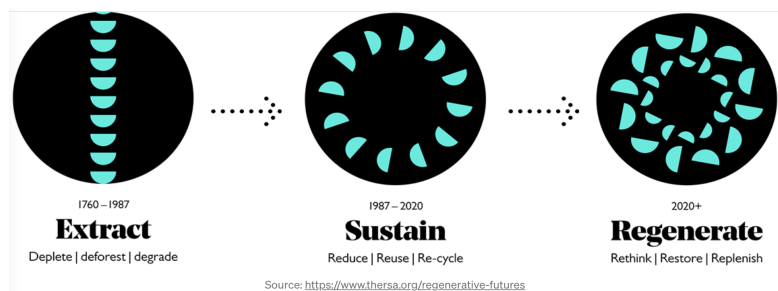 1760 – 1987
Extract
Deplete | deforest | degrade
1987 – 2020
Sustain
Reduce | Reuse | Re-cycle
2020+
Regenerate
Rethink | Restore | Replenish
Source: https://www.thersa.org/regenerative-futures